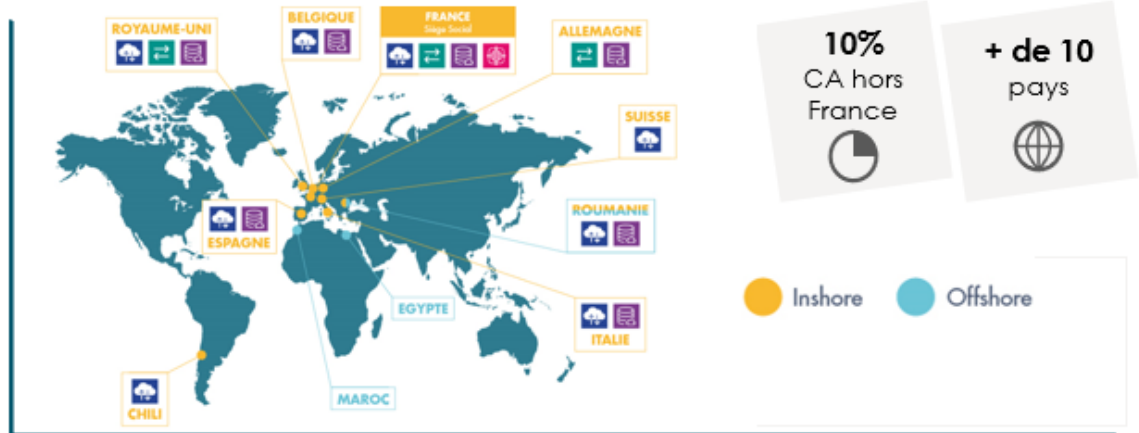 ROYAUME-UNI
BELGIQUE
FRANCE
Siège Social
ALLEMAGNE
SUISSE
ROUMANIE
ESPAGNE
EGYPTE
ITALIE
MAROC
CHILI
10%
CA hors
France
+ de 10
pays
Inshore
Offshore